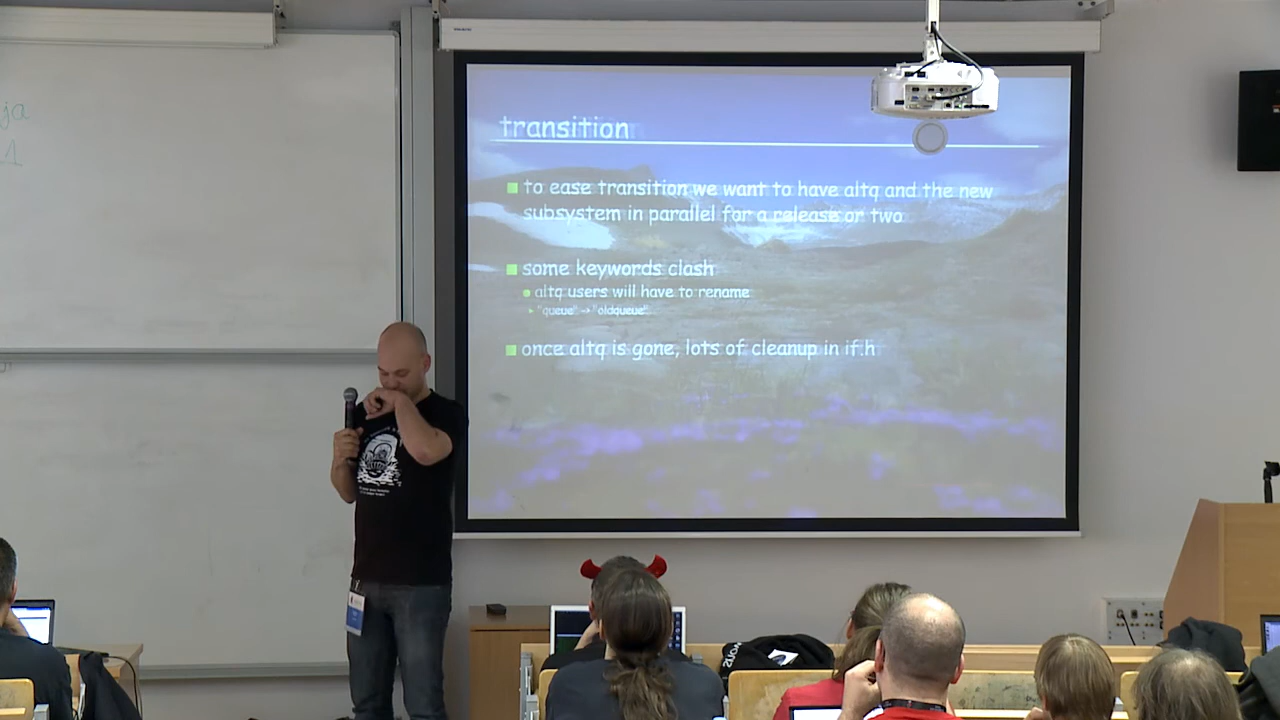 ja
1
transition
to ease transition we want to have altq and the new
subsystem in parallel for a release or two
some keywords clash
altq users will have to rename
"queue" -> "oldqueue"
once altq is gone, lots of cleanup in if.h